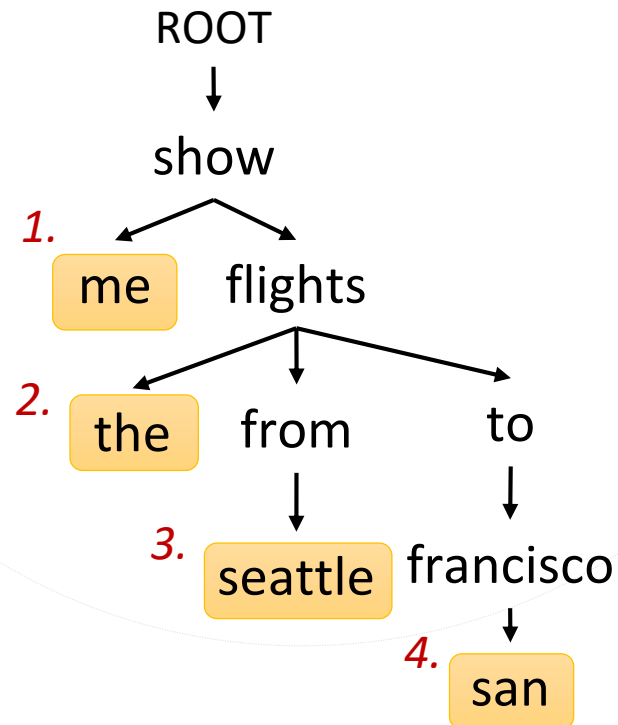 ROOT
show
1.
me flights
2.
the from to
3.
seattle francisco
4.
san